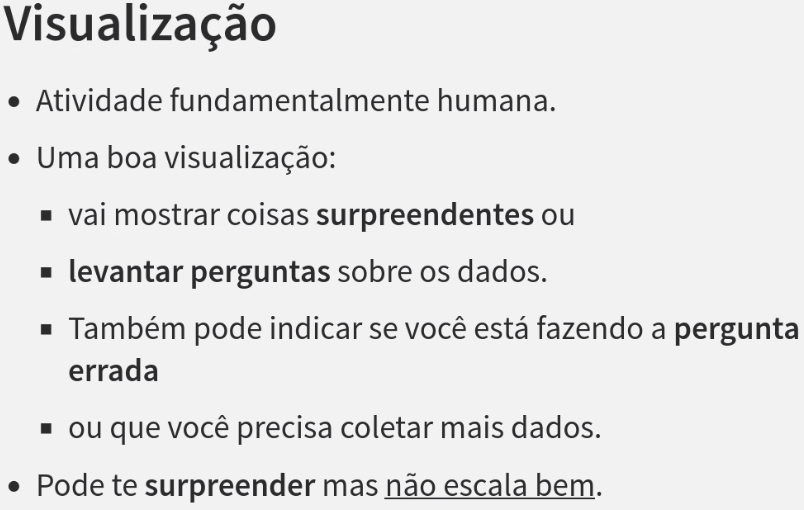 Visualização
• Atividade fundamentalmente humana.
• Uma boa visualização:
▪ vai mostrar coisas surpreendentes ou
▪ levantar perguntas sobre os dados.
▪ Também pode indicar se você está fazendo a pergunta
errada
▪ ou que você precisa coletar mais dados.
• Pode te surpreender mas não escala bem.